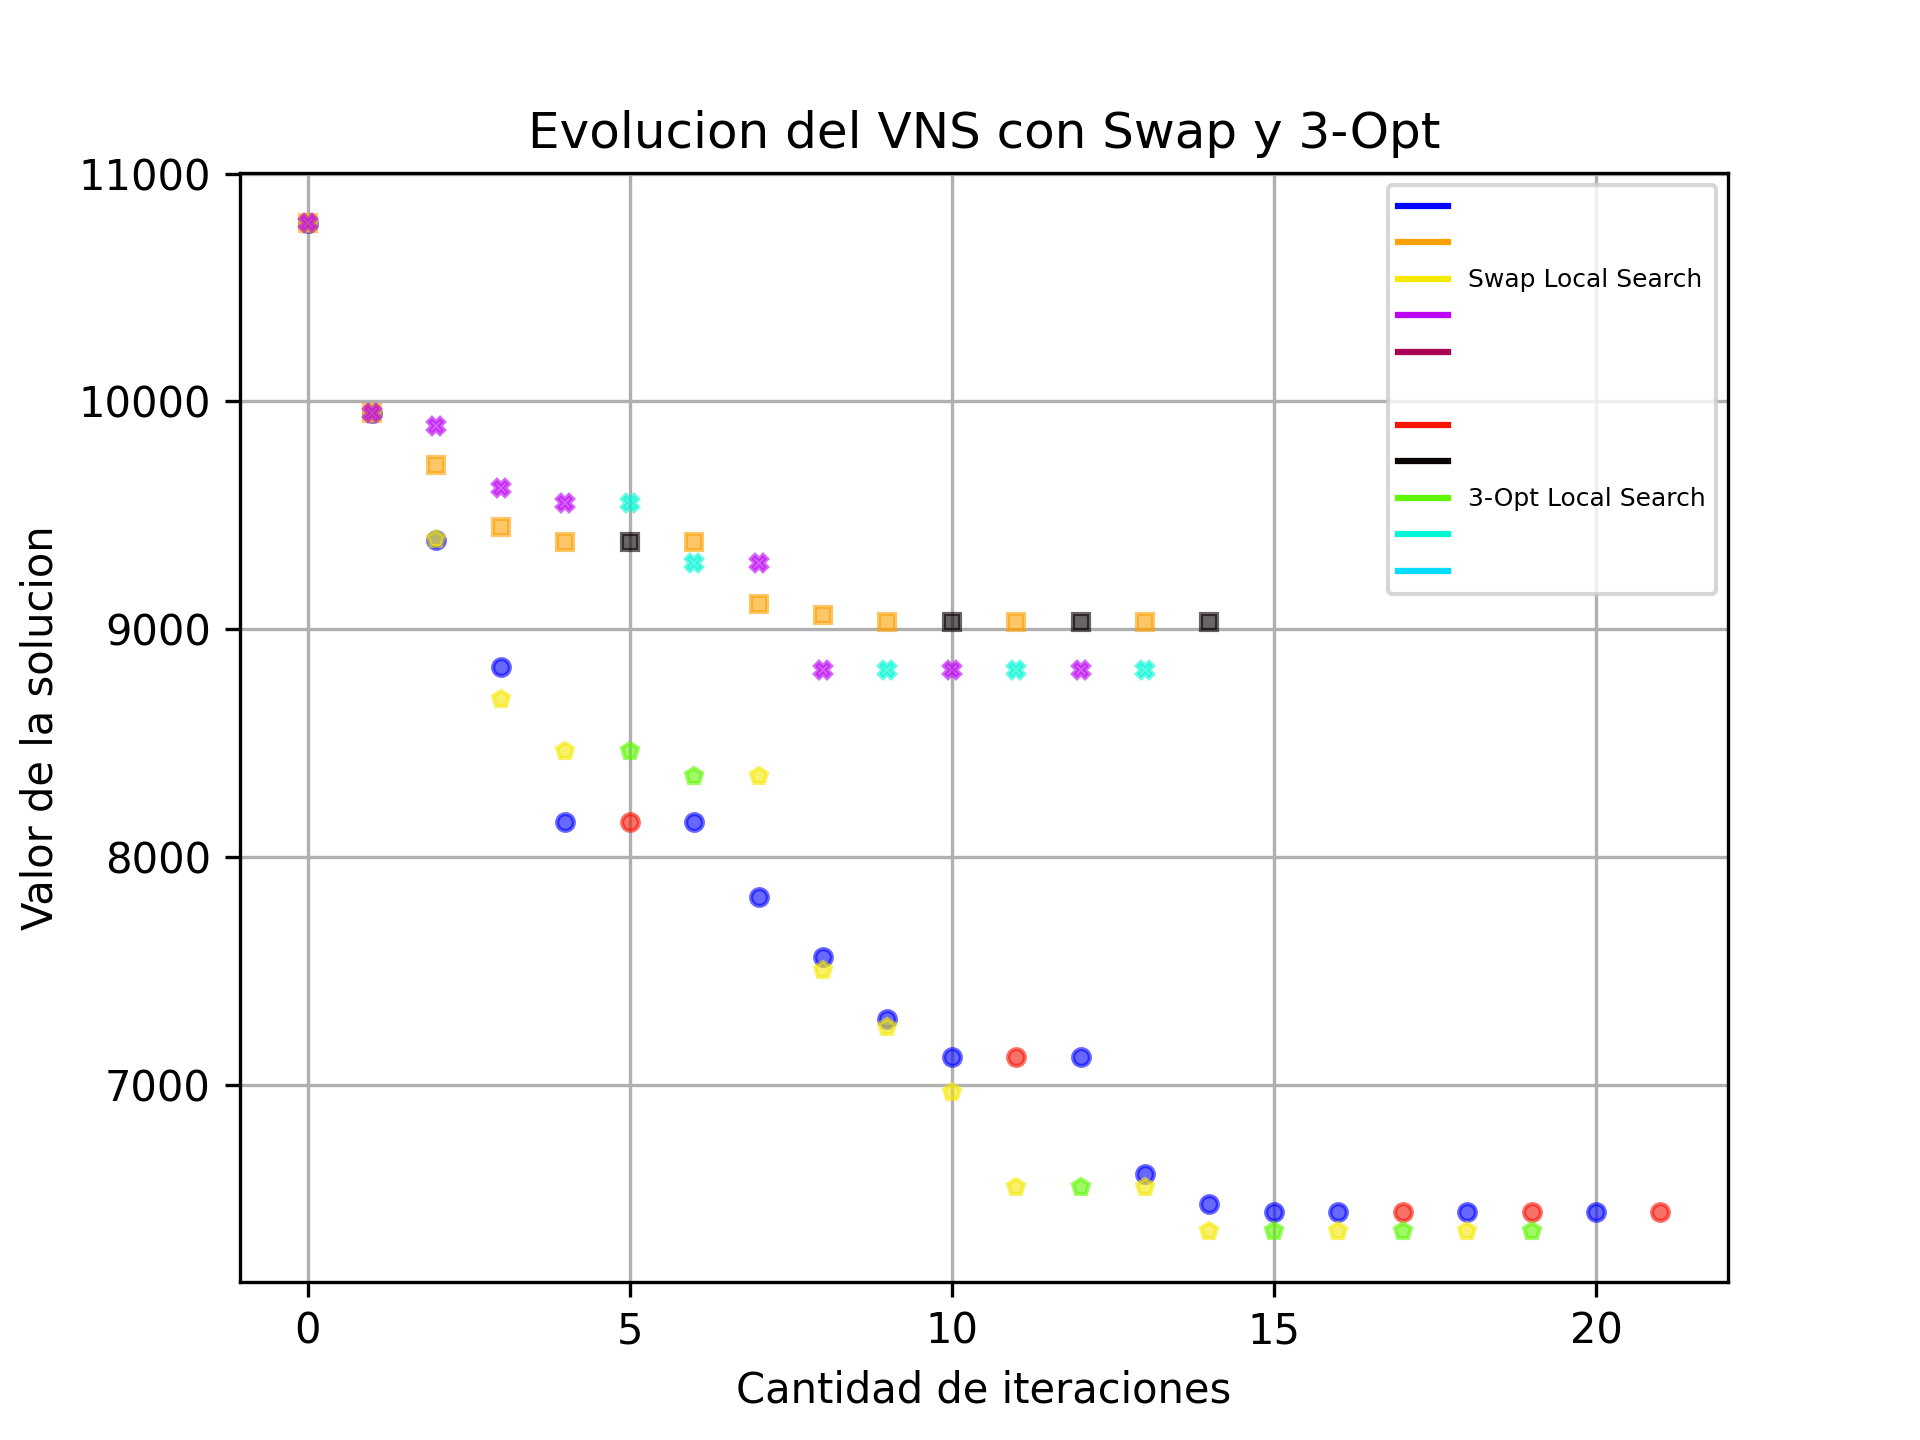 Evolucion del VNS con Swap y 3-Opt
11000
10000
9000
8000
7000
Valor de la solucion
Swap Local Search
3-Opt Local Search
0 5 10 15 20
Cantidad de iteraciones